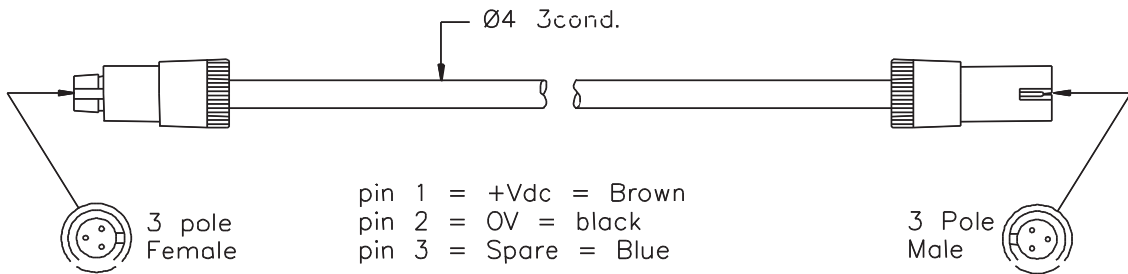 Ø4 3cond.
3 pole
Female
pin 1 = +Vdc = Brown
pin 2 = 0V = black
pin 3 = Spare = Blue
3 Pole
Male